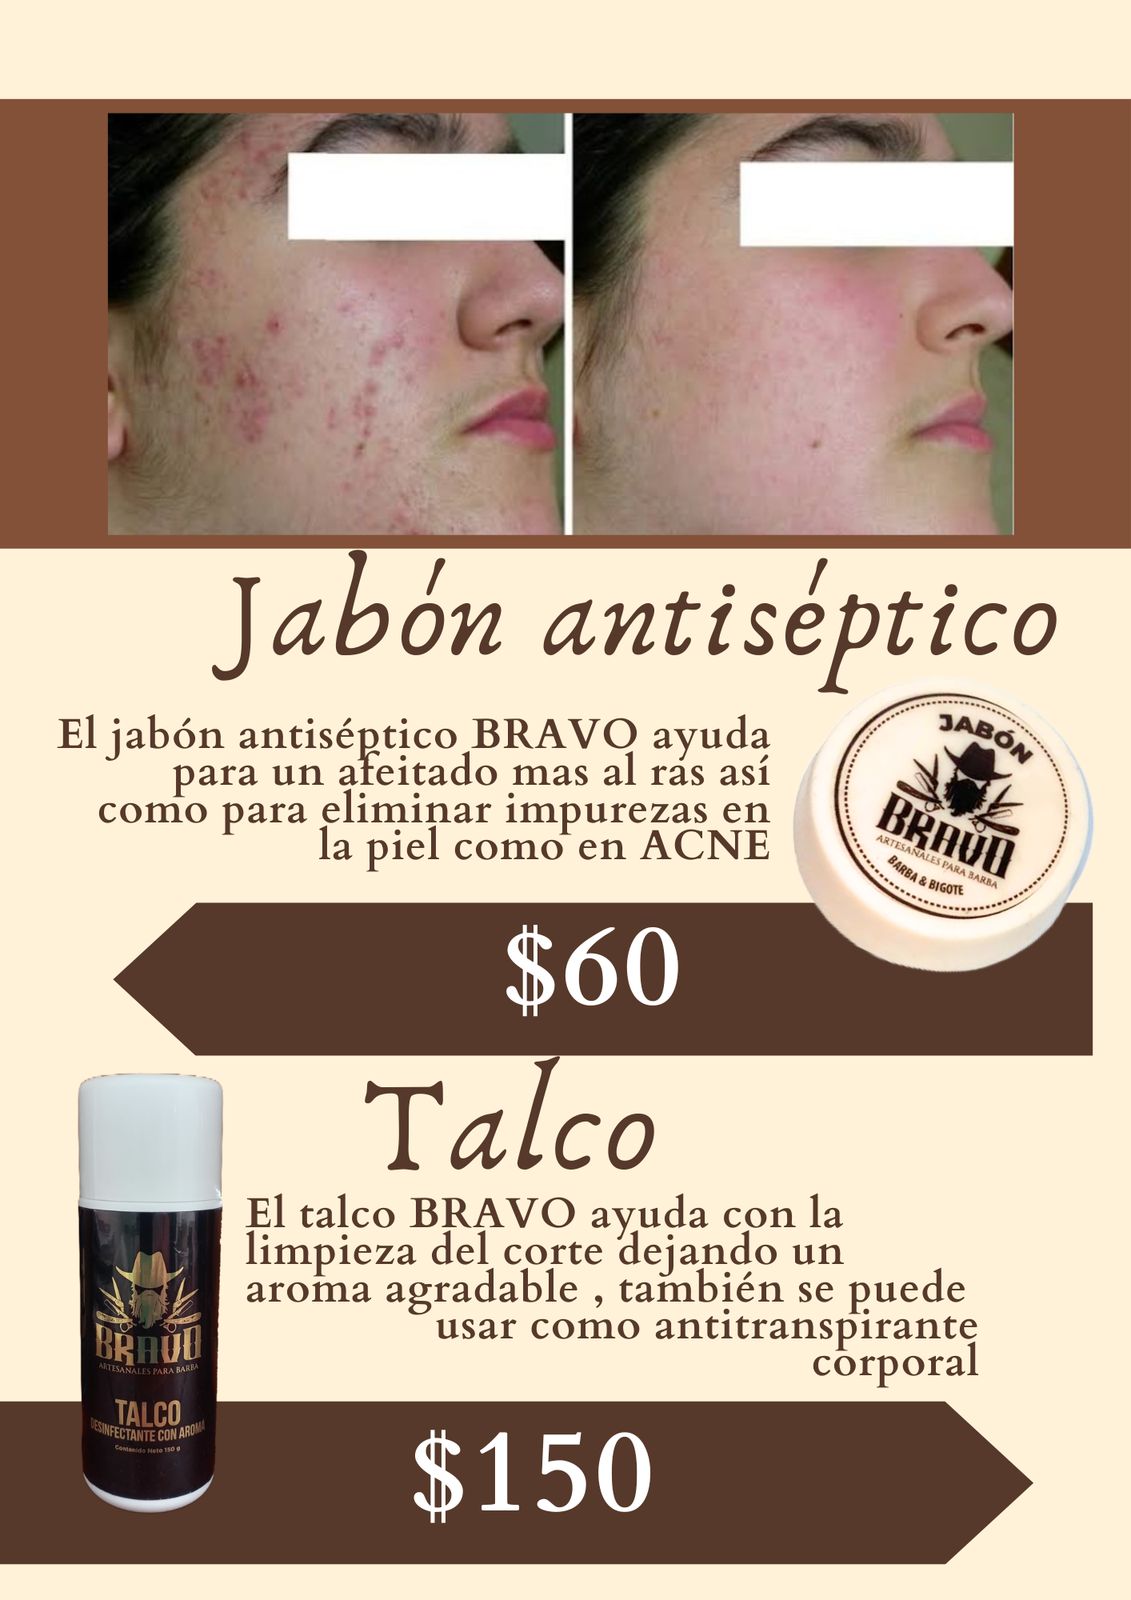 Jabón antiséptico
El jabón antiséptico BRAVO ayuda
para un afeitado mas al ras así
como para eliminar impurezas en
la piel como en ACNE
JABÓN
BRAVO
ARTESANALES PARA BARBA
BARBA & BIGOTE
$60
Talco
El talco BRAVO ayuda con la
limpieza del corte dejando un
aroma agradable , también se puede
usar como antitranspirante
corporal
BRAVO
ARTESANALES PARA BARBA
TALCO
DESINFECTANTE CON AROMA
Contenido Neto 150 g
$150